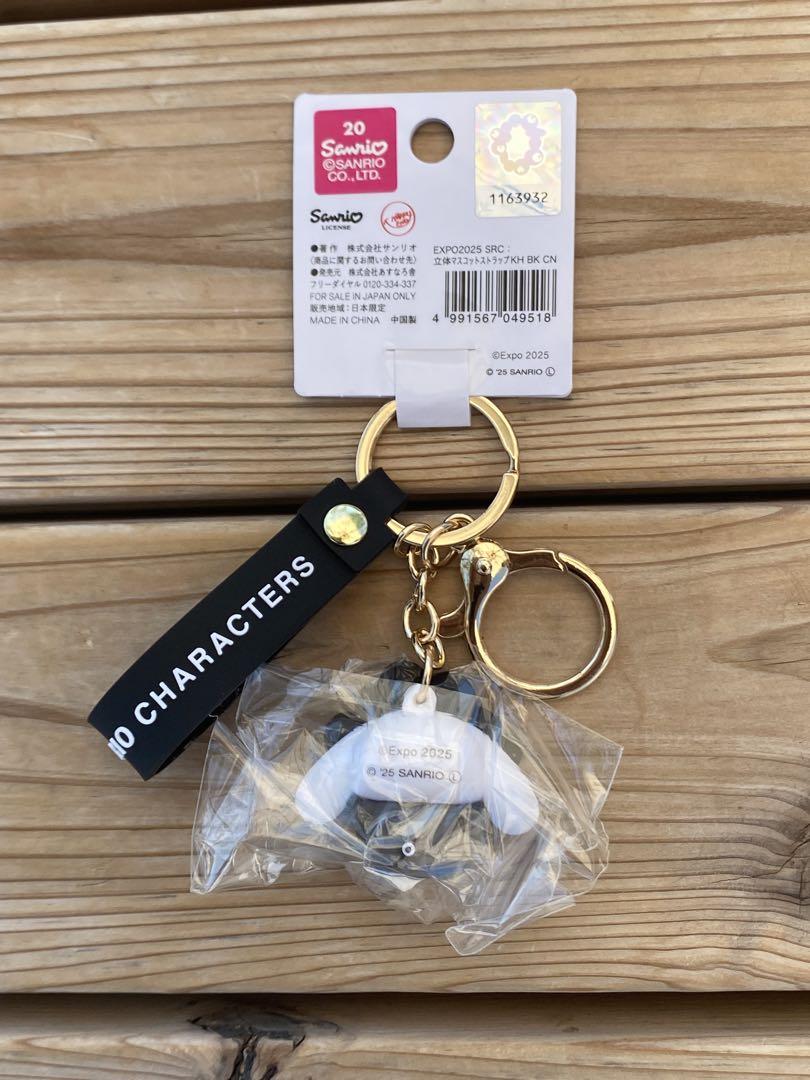 20
Sanrio
©SANRIO
CO., LTD.
1163932
Sanrio
LICENSE
●著作 株式会社サンリオ
(商品に関するお問い合わせ先)
●発売元 株式会社あすなろ舎
フリーダイヤル 0120-334-337
FOR SALE IN JAPAN ONLY
販売地域：日本限定
MADE IN CHINA 中国製
EXPO2025 SRC：
立体マスコットストラップKH BK CN
4 991567 049518
©Expo 2025
© '25 SANRIO Ⓛ
IO CHARACTERS
©Expo 2025
© '25 SANRIO Ⓛ